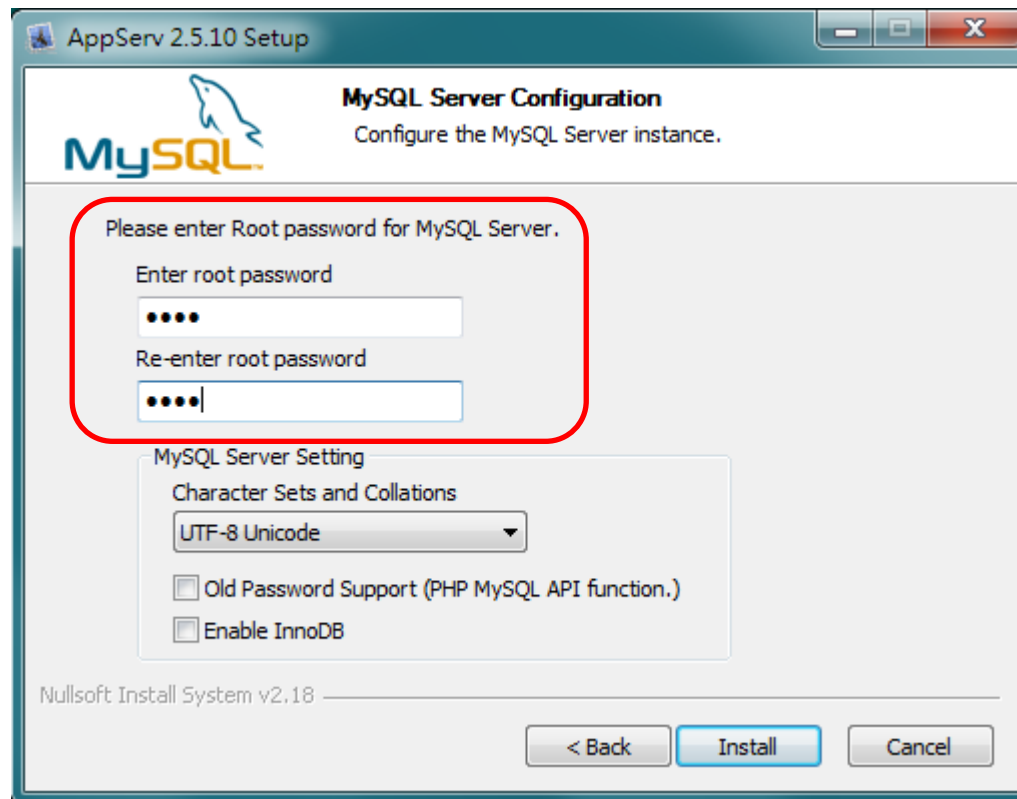 AppServ 2.5.10 Setup
MySQL™
MySQL Server Configuration
Configure the MySQL Server instance.
Please enter Root password for MySQL Server.
Enter root password
••••
Re-enter root password
••••
MySQL Server Setting
Character Sets and Collations
UTF-8 Unicode
Old Password Support (PHP MySQL API function.)
Enable InnoDB
Nullsoft Install System v2.18
< Back Install Cancel